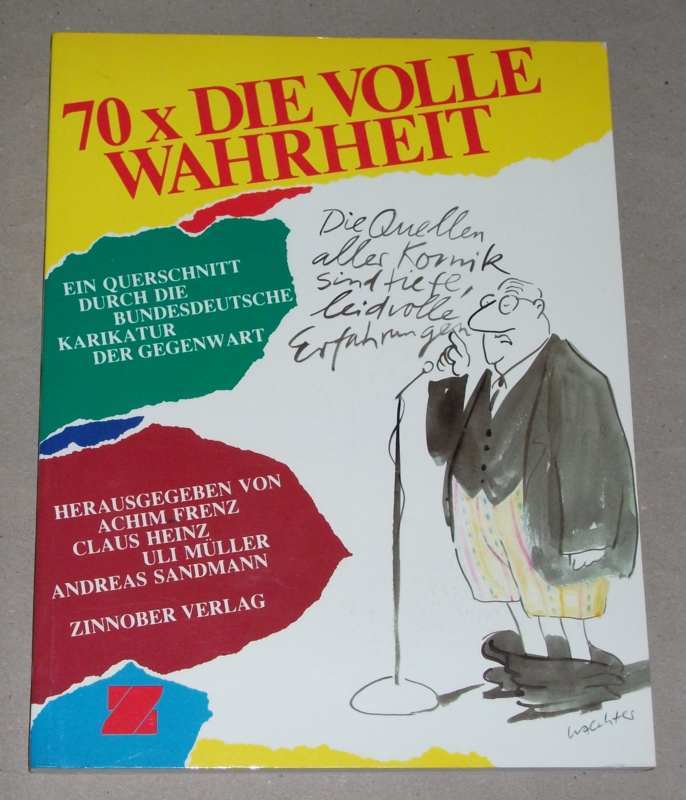 70 x DIE VOLLE
WAHRHEIT
Die Quellen
aller Komik
sind tiefe,
leidvolle
Erfahrungen
EIN QUERSCHNITT
DURCH DIE
BUNDESDEUTSCHE
KARIKATUR
DER GEGENWART
HERAUSGEGEBEN VON
ACHIM FRENZ
CLAUS HEINZ
ULI MÜLLER
ANDREAS SANDMANN
ZINNOBER VERLAG
Z
waechter